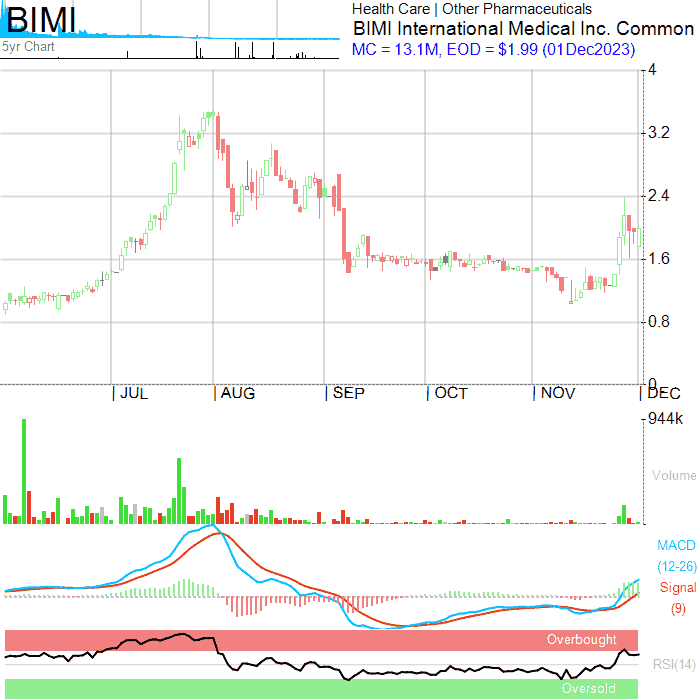 BIMI
5yr Chart
Health Care | Other Pharmaceuticals
BIMI International Medical Inc. Common
MC = 13.1M, EOD = $1.99 (01Dec2023)
4
3.2
2.4
1.6
0.8
0
JUL AUG SEP OCT NOV DEC
944k
Volume
MACD
(12-26)
Signal
(9)
Overbought
RSI(14)
Oversold